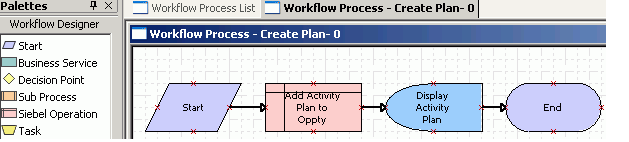 Palettes
Workflow Designer
Start
Business Service
Decision Point
Sub Process
Siebel Operation
Task
Workflow Process List
Workflow Process - Create Plan- 0
Workflow Process - Create Plan- 0
Start
Add Activity
Plan to
Oppty
Display
Activity
Plan
End